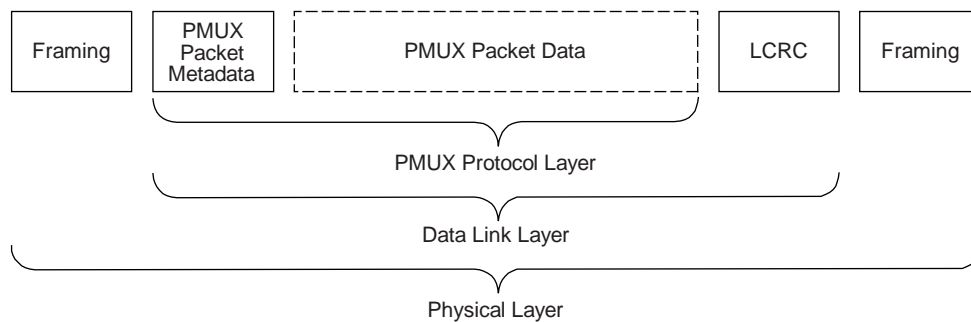 Framing
PMUX
Packet
Metadata
PMUX Packet Data
LCRC
Framing
PMUX Protocol Layer
Data Link Layer
Physical Layer